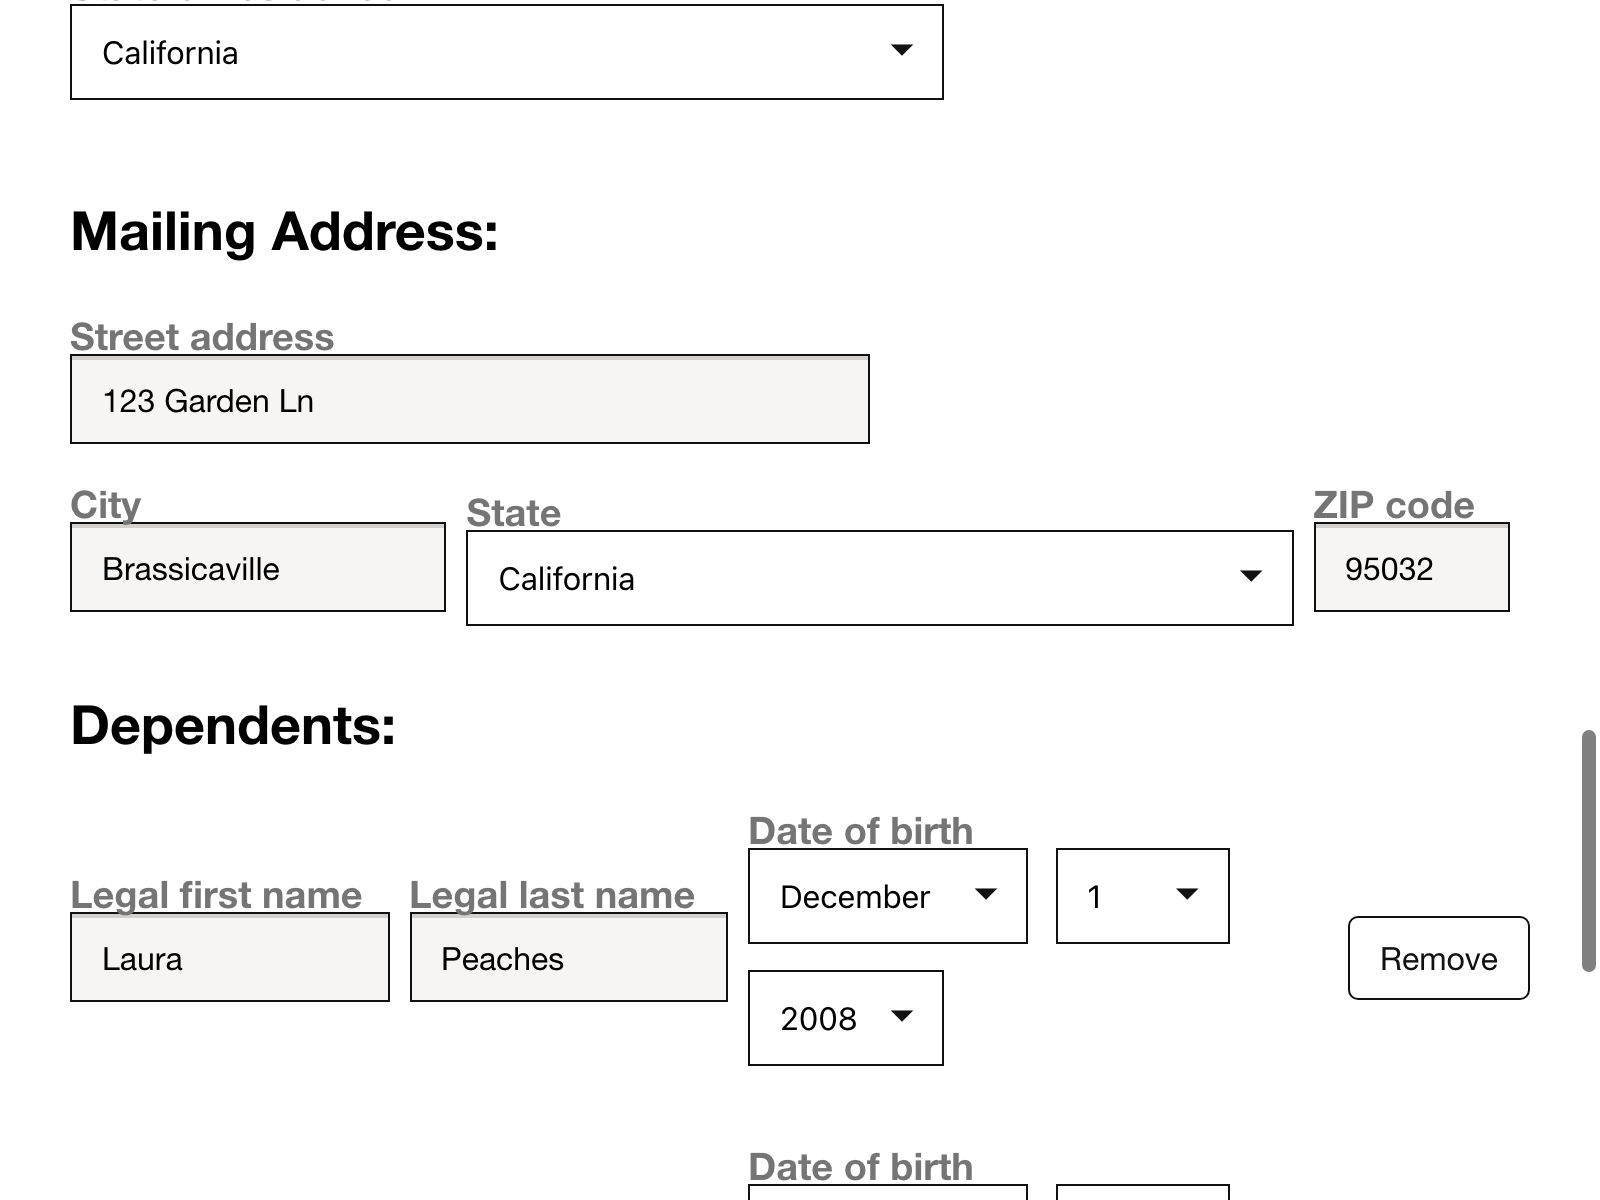 California
Mailing Address:
Street address
123 Garden Ln
City State ZIP code
Brassicaville California 95032
Dependents:
Date of birth
Legal first name Legal last name December 1
Laura Peaches Remove
2008
Date of birth